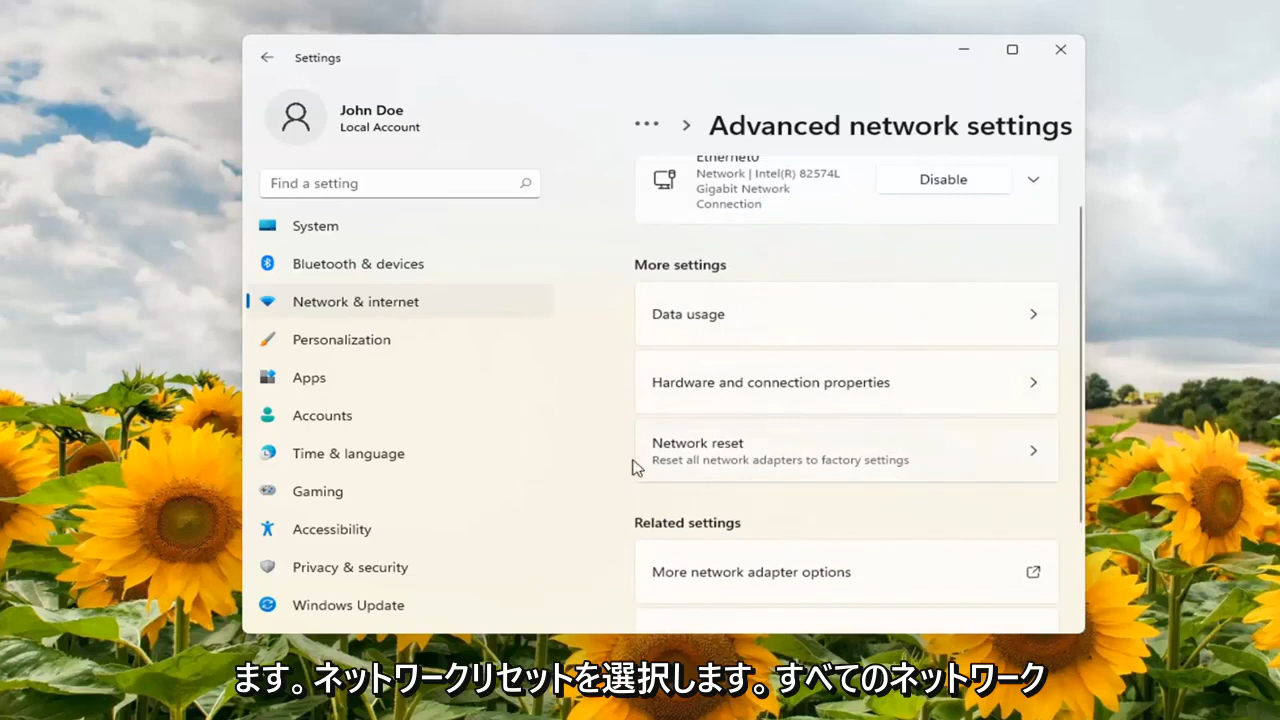 Settings
John Doe
Local Account
Find a setting
System
Bluetooth & devices
Network & internet
Personalization
Apps
Accounts
Time & language
Gaming
Accessibility
Privacy & security
Windows Update
••• > Advanced network settings
Ethernet0
Network | Intel(R) 82574L
Gigabit Network
Connection
Disable
More settings
Data usage
Hardware and connection properties
Network reset
Reset all network adapters to factory settings
Related settings
More network adapter options
ます。ネットワークリセットを選択します。すべてのネットワーク